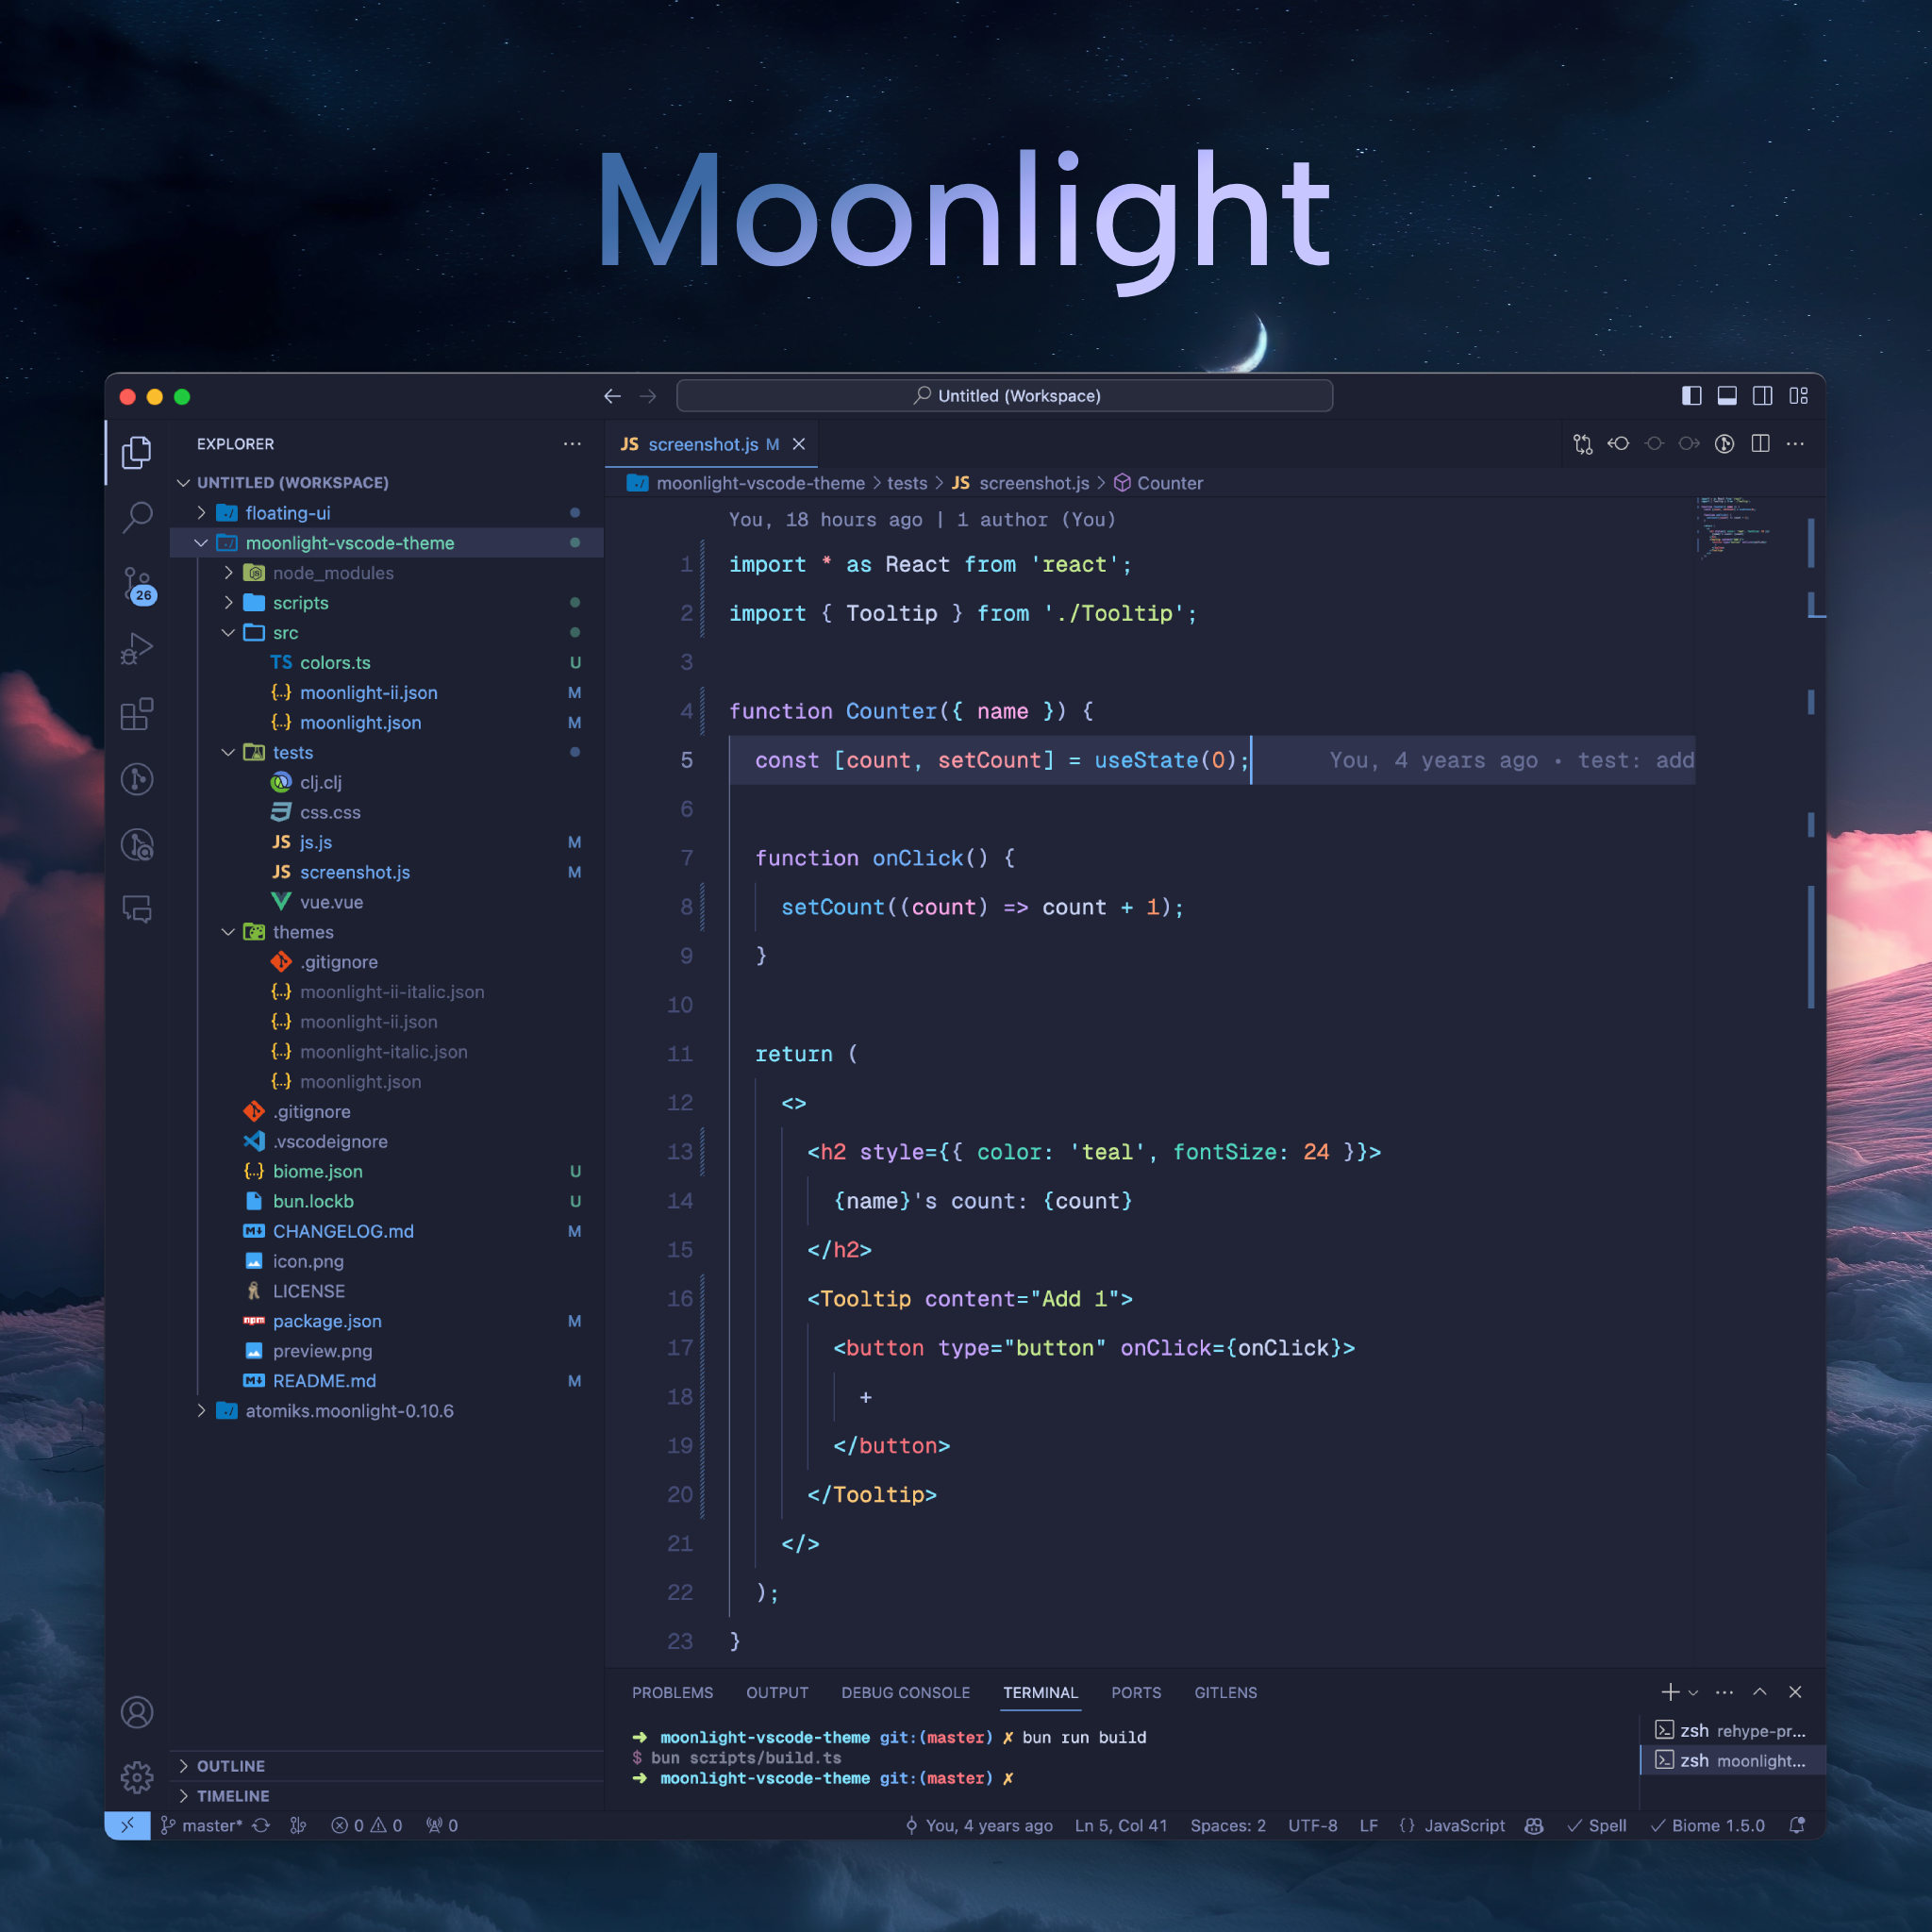 Moonlight
Untitled (Workspace)
EXPLORER
UNTITLED (WORKSPACE)
floating-ui
moonlight-vscode-theme
node_modules
scripts
src
TS colors.ts U
{..} moonlight-ii.json M
{..} moonlight.json M
tests
clj.clj
css.css
JS js.js M
JS screenshot.js M
vue.vue
themes
.gitignore
{..} moonlight-ii-italic.json
{..} moonlight-ii.json
{..} moonlight-italic.json
{..} moonlight.json
.gitignore
.vscodeignore
{..} biome.json U
bun.lockb U
CHANGELOG.md M
icon.png
LICENSE
npm package.json M
preview.png
README.md M
atomiks.moonlight-0.10.6
OUTLINE
TIMELINE
26
JS screenshot.js M
moonlight-vscode-theme > tests > JS screenshot.js > Counter
You, 18 hours ago | 1 author (You)
1 import * as React from 'react';
2 import { Tooltip } from './Tooltip';
3
4 function Counter({ name }) {
5 const [count, setCount] = useState(0); You, 4 years ago • test: add
6
7 function onClick() {
8 setCount((count) => count + 1);
9 }
10
11 return (
12 <>
13 <h2 style={{ color: 'teal', fontSize: 24 }}>
14 {name}'s count: {count}
15 </h2>
16 <Tooltip content="Add 1">
17 <button type="button" onClick={onClick}>
18 +
19 </button>
20 </Tooltip>
21 </>
22 );
23 }
PROBLEMS OUTPUT DEBUG CONSOLE TERMINAL PORTS GITLENS
➜ moonlight-vscode-theme git:(master) ✗ bun run build
$ bun scripts/build.ts
➜ moonlight-vscode-theme git:(master) ✗
zsh rehype-pr...
zsh moonlight...
master* 0 0 0 You, 4 years ago Ln 5, Col 41 Spaces: 2 UTF-8 LF {} JavaScript ✓ Spell ✓ Biome 1.5.0